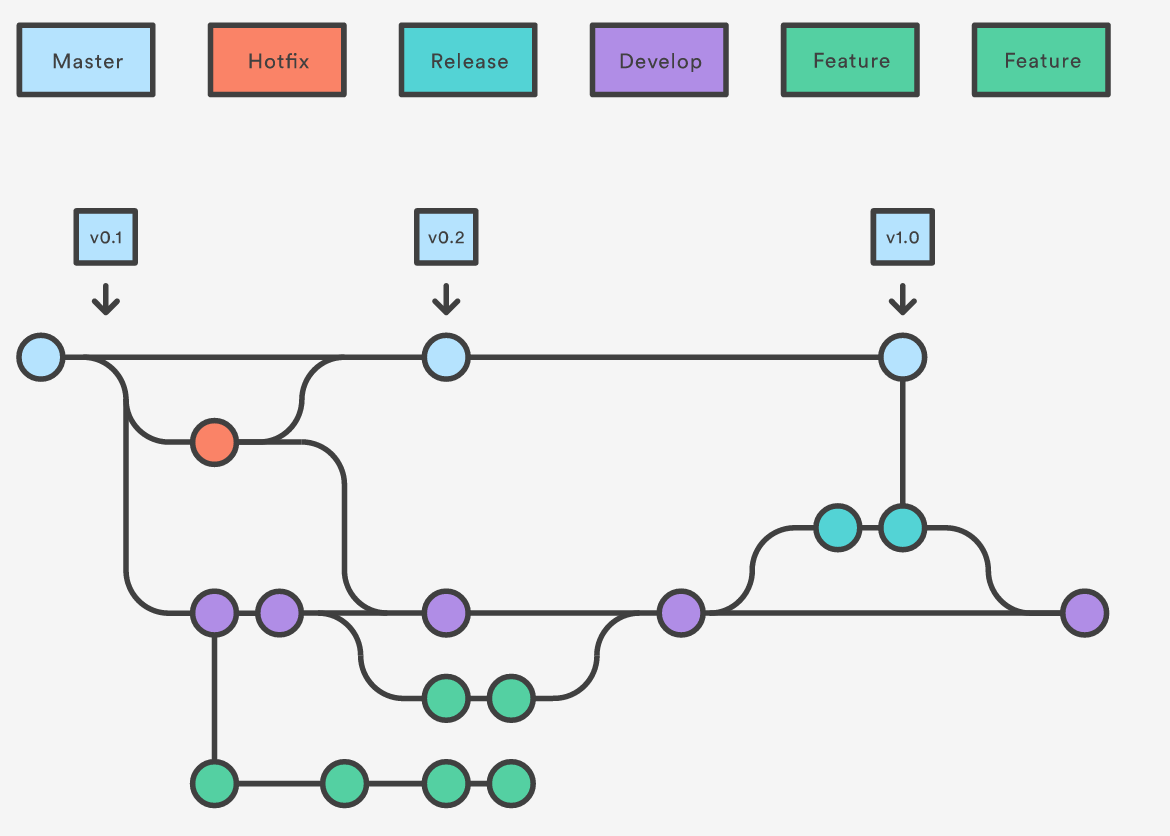 Master
Hotfix
Release
Develop
Feature
Feature
v0.1
v0.2
v1.0